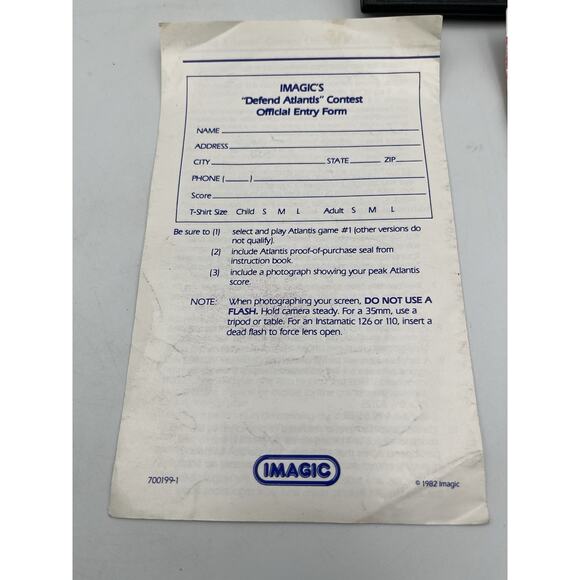 IMAGIC'S
"Defend Atlantis" Contest
Official Entry Form
NAME
ADDRESS
CITY STATE ZIP
PHONE ( )
Score
T-Shirt Size Child S M L Adult S M L
Be sure to (1) select and play Atlantis game #1 (other versions do
not qualify).
(2) include Atlantis proof-of-purchase seal from
instruction book.
(3) include a photograph showing your peak Atlantis
score.
NOTE: When photographing your screen, DO NOT USE A
FLASH. Hold camera steady. For a 35mm, use a
tripod or table. For an Instamatic 126 or 110, insert a
dead flash to force lens open.
IMAGIC
700199-1 © 1982 Imagic